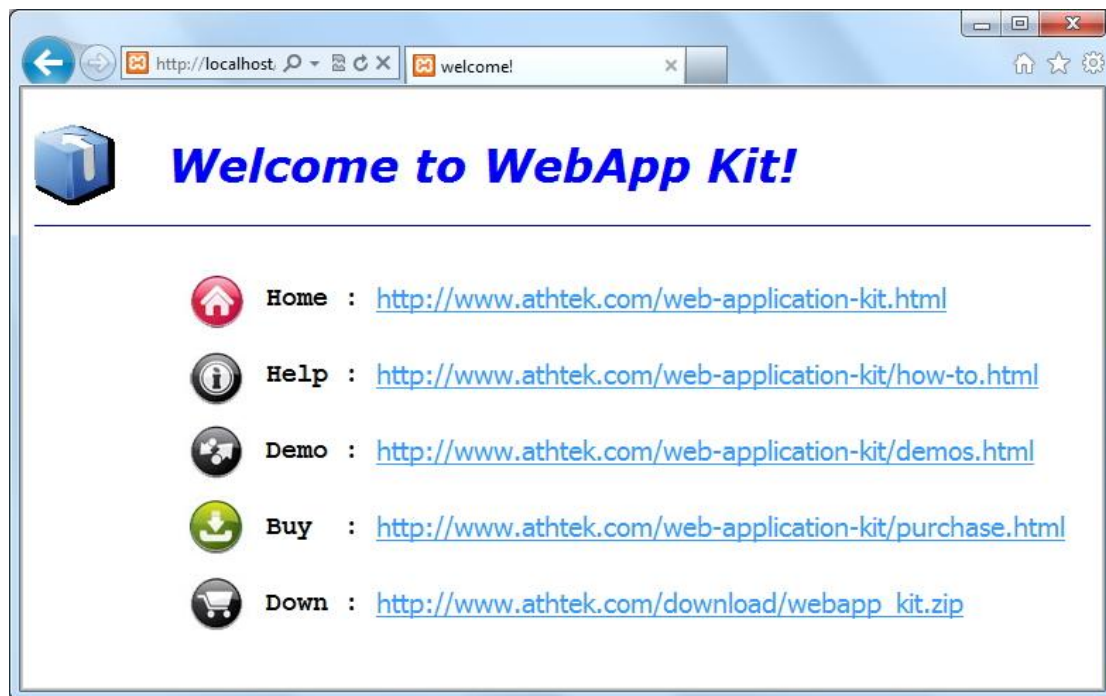 http://localhost
welcome!
Welcome to WebApp Kit!
Home : http://www.athtek.com/web-application-kit.html
Help : http://www.athtek.com/web-application-kit/how-to.html
Demo : http://www.athtek.com/web-application-kit/demos.html
Buy : http://www.athtek.com/web-application-kit/purchase.html
Down : http://www.athtek.com/download/webapp_kit.zip